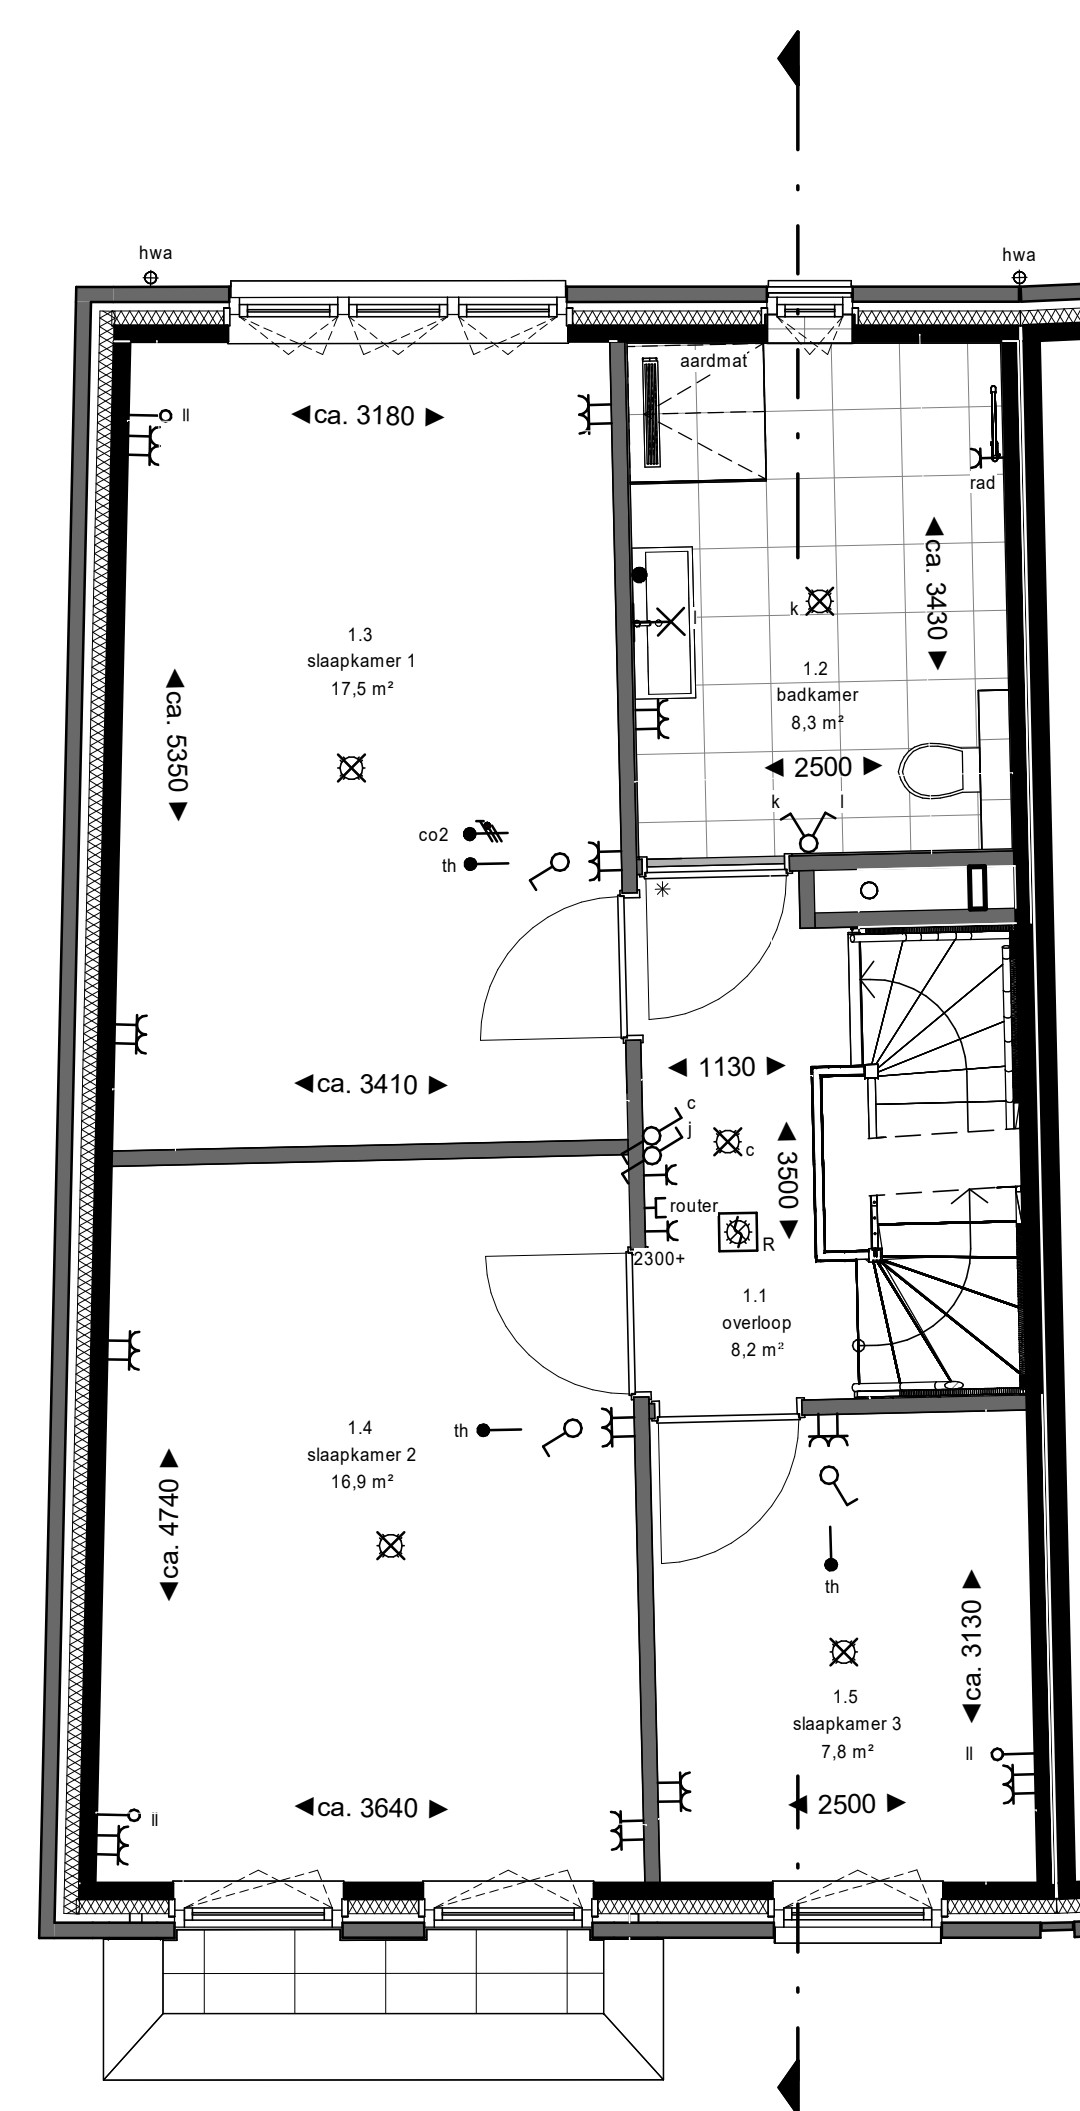 hwa
hwa
aardmat
ll
ca. 3180
rad
ca. 3430
k
1.3
slaapkamer 1
17,5 m²
l
1.2
badkamer
8,3 m²
ca. 5350
2500
k
l
co2
th
1130
ca. 3410
c
j
c
3500
router
R
2300+
1.1
overloop
8,2 m²
1.4
slaapkamer 2
16,9 m²
th
ca. 4740
th
ca. 3130
1.5
slaapkamer 3
7,8 m²
ll
2500
ca. 3640
ll